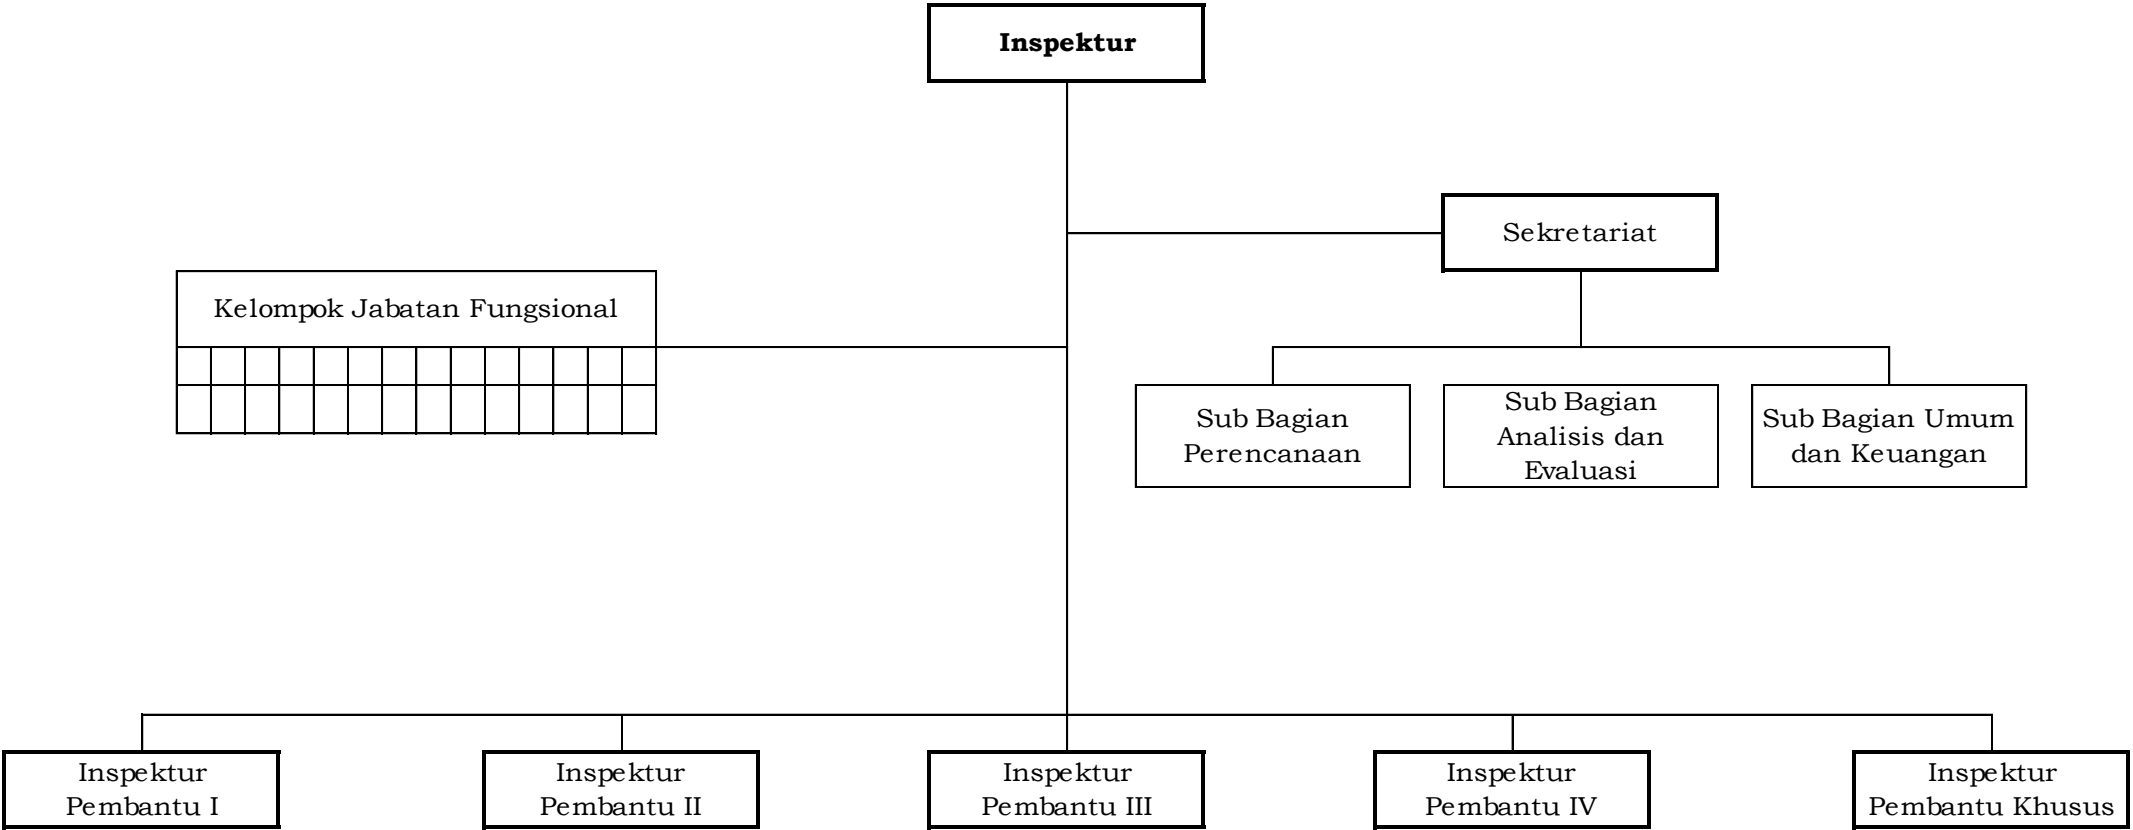 Inspektur
Sekretariat
Kelompok Jabatan Fungsional
Sub Bagian
Perencanaan
Sub Bagian
Analisis dan
Evaluasi
Sub Bagian Umum
dan Keuangan
Inspektur
Pembantu I
Inspektur
Pembantu II
Inspektur
Pembantu III
Inspektur
Pembantu IV
Inspektur
Pembantu Khusus